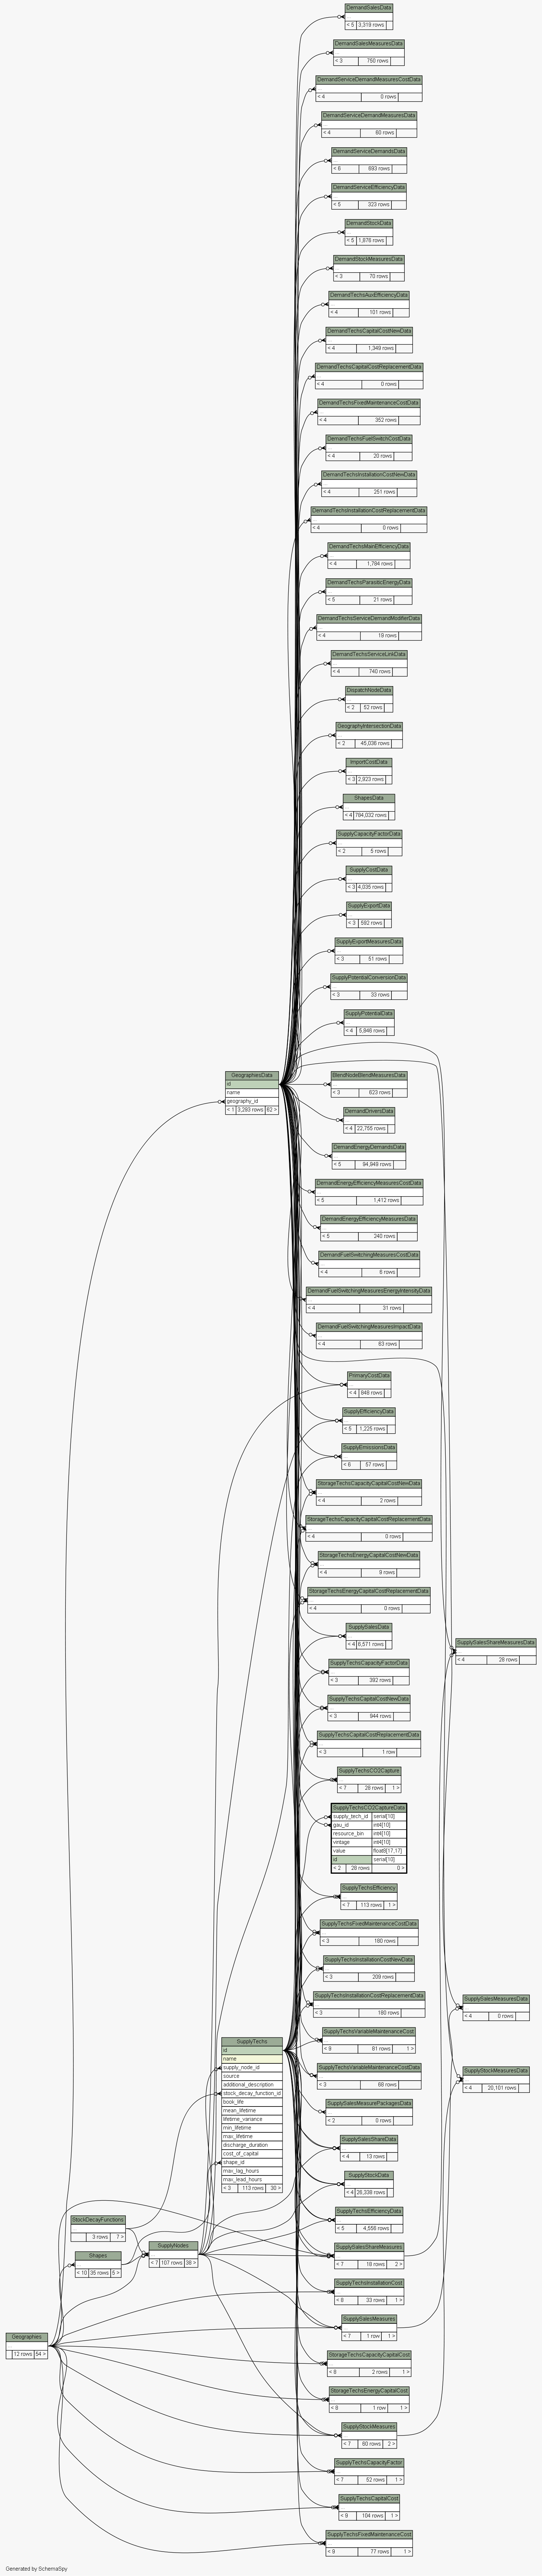 DemandSalesData
...
< 5 3,319 rows
DemandSalesMeasuresData
...
< 3 750 rows
DemandServiceDemandMeasuresCostData
...
< 4 0 rows
DemandServiceDemandMeasuresData
...
< 4 60 rows
DemandServiceDemandsData
...
< 6 693 rows
DemandServiceEfficiencyData
...
< 5 323 rows
DemandStockData
...
< 5 1,876 rows
DemandStockMeasuresData
...
< 3 70 rows
DemandTechsAuxEfficiencyData
...
< 4 101 rows
DemandTechsCapitalCostNewData
...
< 4 1,349 rows
DemandTechsCapitalCostReplacementData
...
< 4 0 rows
DemandTechsFixedMaintenanceCostData
...
< 4 352 rows
DemandTechsFuelSwitchCostData
...
< 4 20 rows
DemandTechsInstallationCostNewData
...
< 4 251 rows
DemandTechsInstallationCostReplacementData
...
< 4 0 rows
DemandTechsMainEfficiencyData
...
< 4 1,784 rows
DemandTechsParasiticEnergyData
...
< 5 21 rows
DemandTechsServiceDemandModifierData
...
< 4 19 rows
DemandTechsServiceLinkData
...
< 4 740 rows
DispatchNodeData
...
< 2 52 rows
GeographyIntersectionData
...
< 2 45,036 rows
ImportCostData
...
< 3 2,923 rows
ShapesData
...
< 4 784,032 rows
SupplyCapacityFactorData
...
< 2 5 rows
SupplyCostData
...
< 3 4,035 rows
SupplyExportData
...
< 3 582 rows
SupplyExportMeasuresData
...
< 3 51 rows
SupplyPotentialConversionData
...
< 3 33 rows
SupplyPotentialData
...
< 4 5,846 rows
GeographiesData
id
name
geography_id
< 1 3,283 rows 62 >
BlendNodeBlendMeasuresData
...
< 3 623 rows
DemandDriversData
...
< 4 22,755 rows
DemandEnergyDemandsData
...
< 5 94,949 rows
DemandEnergyEfficiencyMeasuresCostData
...
< 5 1,412 rows
DemandEnergyEfficiencyMeasuresData
...
< 5 240 rows
DemandFuelSwitchingMeasuresCostData
...
< 4 6 rows
DemandFuelSwitchingMeasuresEnergyIntensityData
...
< 4 31 rows
DemandFuelSwitchingMeasuresImpactData
...
< 4 63 rows
PrimaryCostData
...
< 4 848 rows
SupplyEfficiencyData
...
< 5 1,225 rows
SupplyEmissionsData
...
< 6 57 rows
StorageTechsCapacityCapitalCostNewData
...
< 4 2 rows
StorageTechsCapacityCapitalCostReplacementData
...
< 4 0 rows
StorageTechsEnergyCapitalCostNewData
...
< 4 9 rows
StorageTechsEnergyCapitalCostReplacementData
...
< 4 0 rows
SupplySalesData
...
< 4 6,571 rows
SupplySalesShareMeasuresData
...
< 4 28 rows
SupplyTechsCapacityFactorData
...
< 3 392 rows
SupplyTechsCapitalCostNewData
...
< 3 944 rows
SupplyTechsCapitalCostReplacementData
...
< 3 1 row
SupplyTechsCO2Capture
...
< 7 28 rows 1 >
SupplyTechsCO2CaptureData
supply_tech_id serial[10]
gau_id int4[10]
resource_bin int4[10]
vintage int4[10]
value float8[17,17]
id serial[10]
< 2 28 rows 0 >
SupplyTechsEfficiency
...
< 7 113 rows 1 >
SupplyTechsFixedMaintenanceCostData
...
< 3 180 rows
SupplyTechsInstallationCostNewData
...
< 3 209 rows
SupplyTechsInstallationCostReplacementData
...
< 3 180 rows
SupplySalesMeasuresData
...
< 4 0 rows
SupplyTechsVariableMaintenanceCost
...
< 9 81 rows 1 >
SupplyTechs
id
name
supply_node_id
source
additional_description
stock_decay_function_id
book_life
mean_lifetime
lifetime_variance
min_lifetime
max_lifetime
discharge_duration
cost_of_capital
shape_id
max_lag_hours
max_lead_hours
< 3 113 rows 30 >
SupplyTechsVariableMaintenanceCostData
...
< 3 66 rows
SupplyStockMeasuresData
...
< 4 20,101 rows
SupplySalesMeasurePackagesData
...
< 2 0 rows
SupplySalesShareData
...
< 4 13 rows
SupplyStockData
...
< 4 26,338 rows
SupplyTechsEfficiencyData
...
< 5 4,556 rows
StockDecayFunctions
...
3 rows 7 >
SupplyNodes
...
< 7 107 rows 38 >
SupplySalesShareMeasures
...
< 7 18 rows 2 >
Shapes
...
< 10 35 rows 5 >
SupplyTechsInstallationCost
...
< 8 33 rows 1 >
SupplySalesMeasures
...
< 7 1 row 1 >
Geographies
...
12 rows 54 >
StorageTechsCapacityCapitalCost
...
< 8 2 rows 1 >
StorageTechsEnergyCapitalCost
...
< 8 1 row 1 >
SupplyStockMeasures
...
< 7 60 rows 2 >
SupplyTechsCapacityFactor
...
< 7 52 rows 1 >
SupplyTechsCapitalCost
...
< 8 104 rows 1 >
SupplyTechsFixedMaintenanceCost
...
< 9 77 rows 1 >
Generated by SchemaSpy